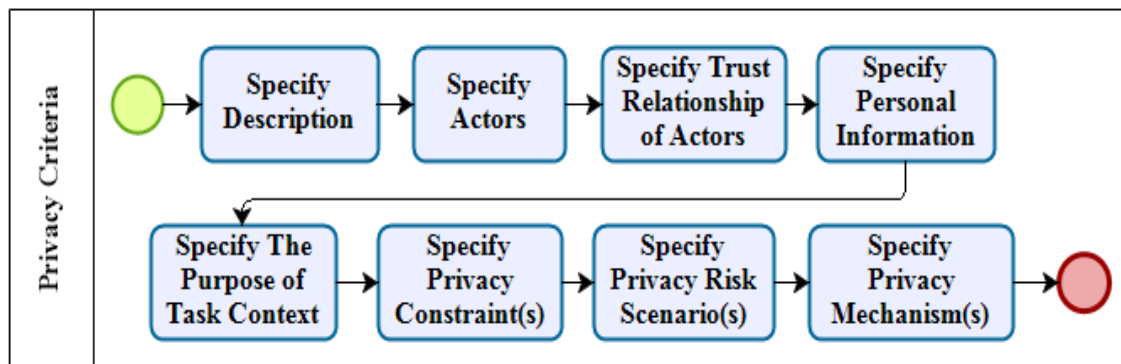 Privacy Criteria
Specify
Description
Specify
Actors
Specify Trust
Relationship
of Actors
Specify
Personal
Information
Specify The
Purpose of
Task Context
Specify
Privacy
Constraint(s)
Specify
Privacy Risk
Scenario(s)
Specify
Privacy
Mechanism(s)